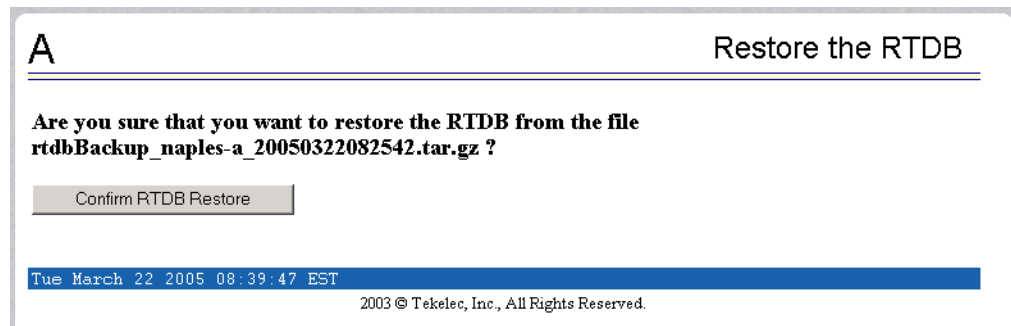 A
Restore the RTDB
Are you sure that you want to restore the RTDB from the file
rtdbBackup_naples-a_20050322082542.tar.gz ?
Confirm RTDB Restore
Tue March 22 2005 08:39:47 EST
2003 © Tekelec, Inc., All Rights Reserved.